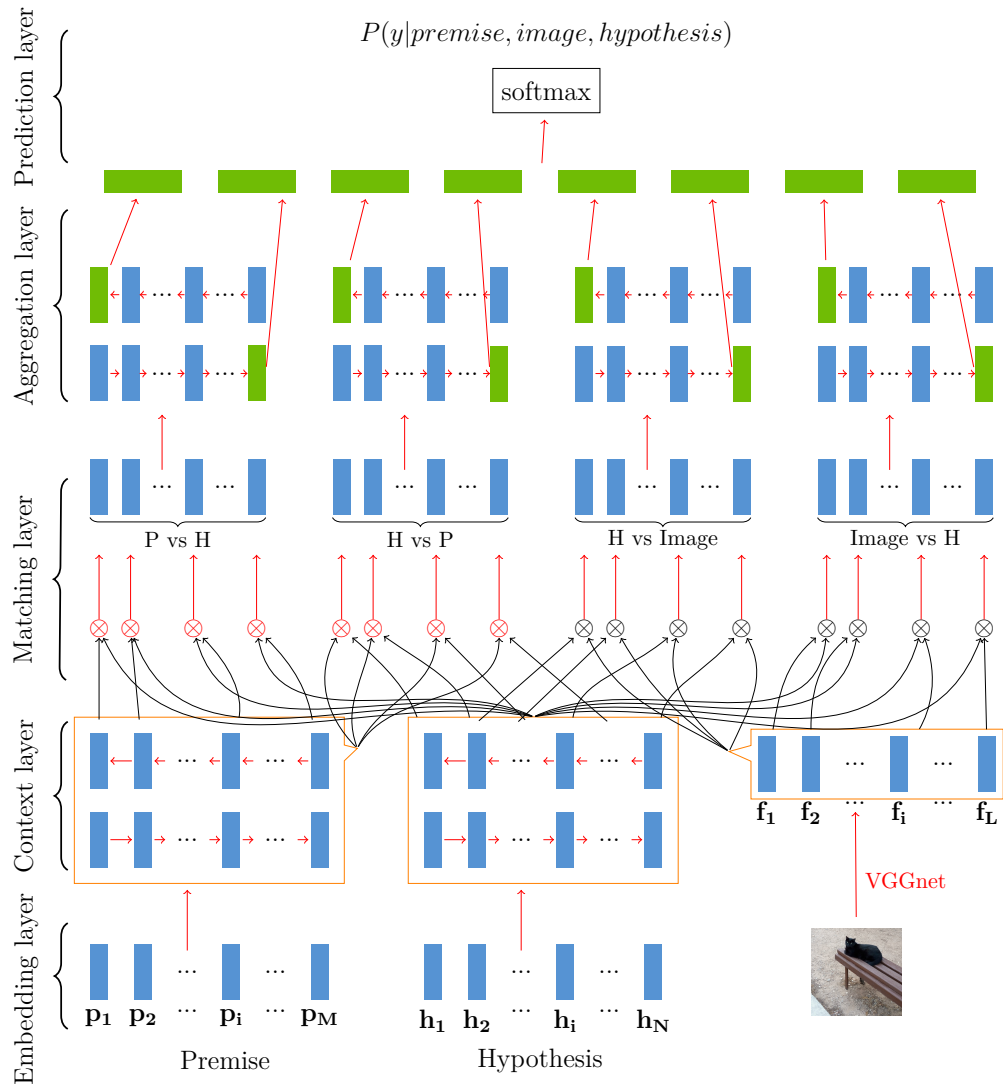 Prediction layer
P(y|premise, image, hypothesis)
softmax
Aggregation layer
... ... ... ...
... ... ... ...
... ... ... ...
... ... ... ...
Matching layer
... ... ... ... ... ... ... ...
P vs H H vs P H vs Image Image vs H
⊗ ⊗ ⊗ ⊗ ⊗ ⊗ ⊗ ⊗ ⊗ ⊗ ⊗ ⊗ ⊗ ⊗ ⊗ ⊗
Context layer
... ... ... ... ... ...
f1 f2 ... fi ... fL
... ... ... ...
VGGnet
Embedding layer
... ... ... ...
p1 p2 ... pi ... pM h1 h2 ... hi ... hN
Premise Hypothesis